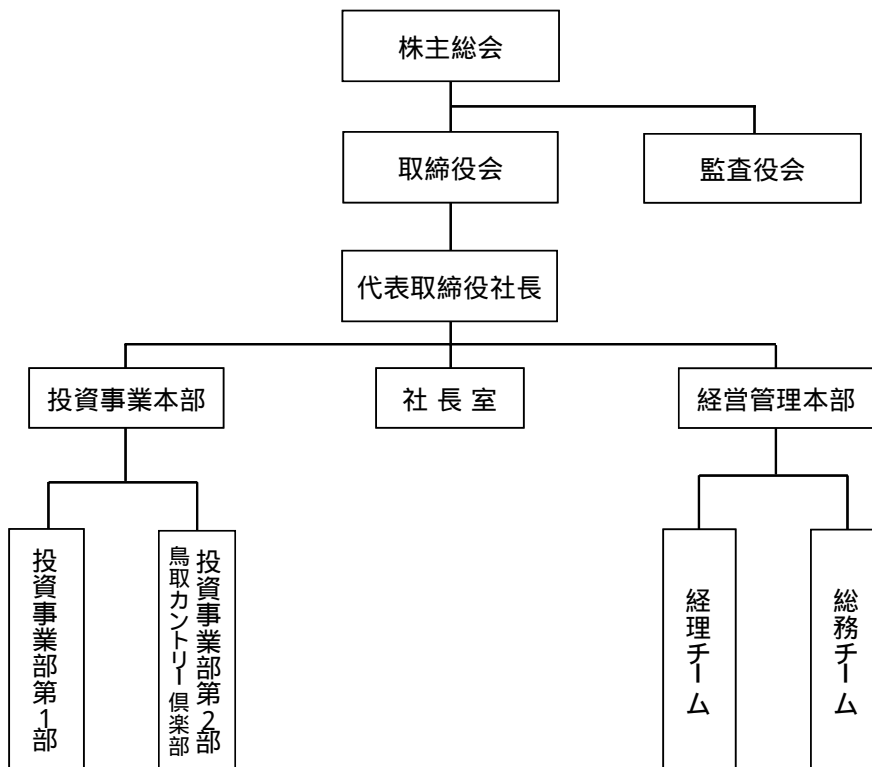 株主総会
取締役会
監査役会
代表取締役社長
投資事業本部
社長室
経営管理本部
投資事業部第1部
投資事業部第2部
鳥取カントリー倶楽部
経理チーム
総務チーム